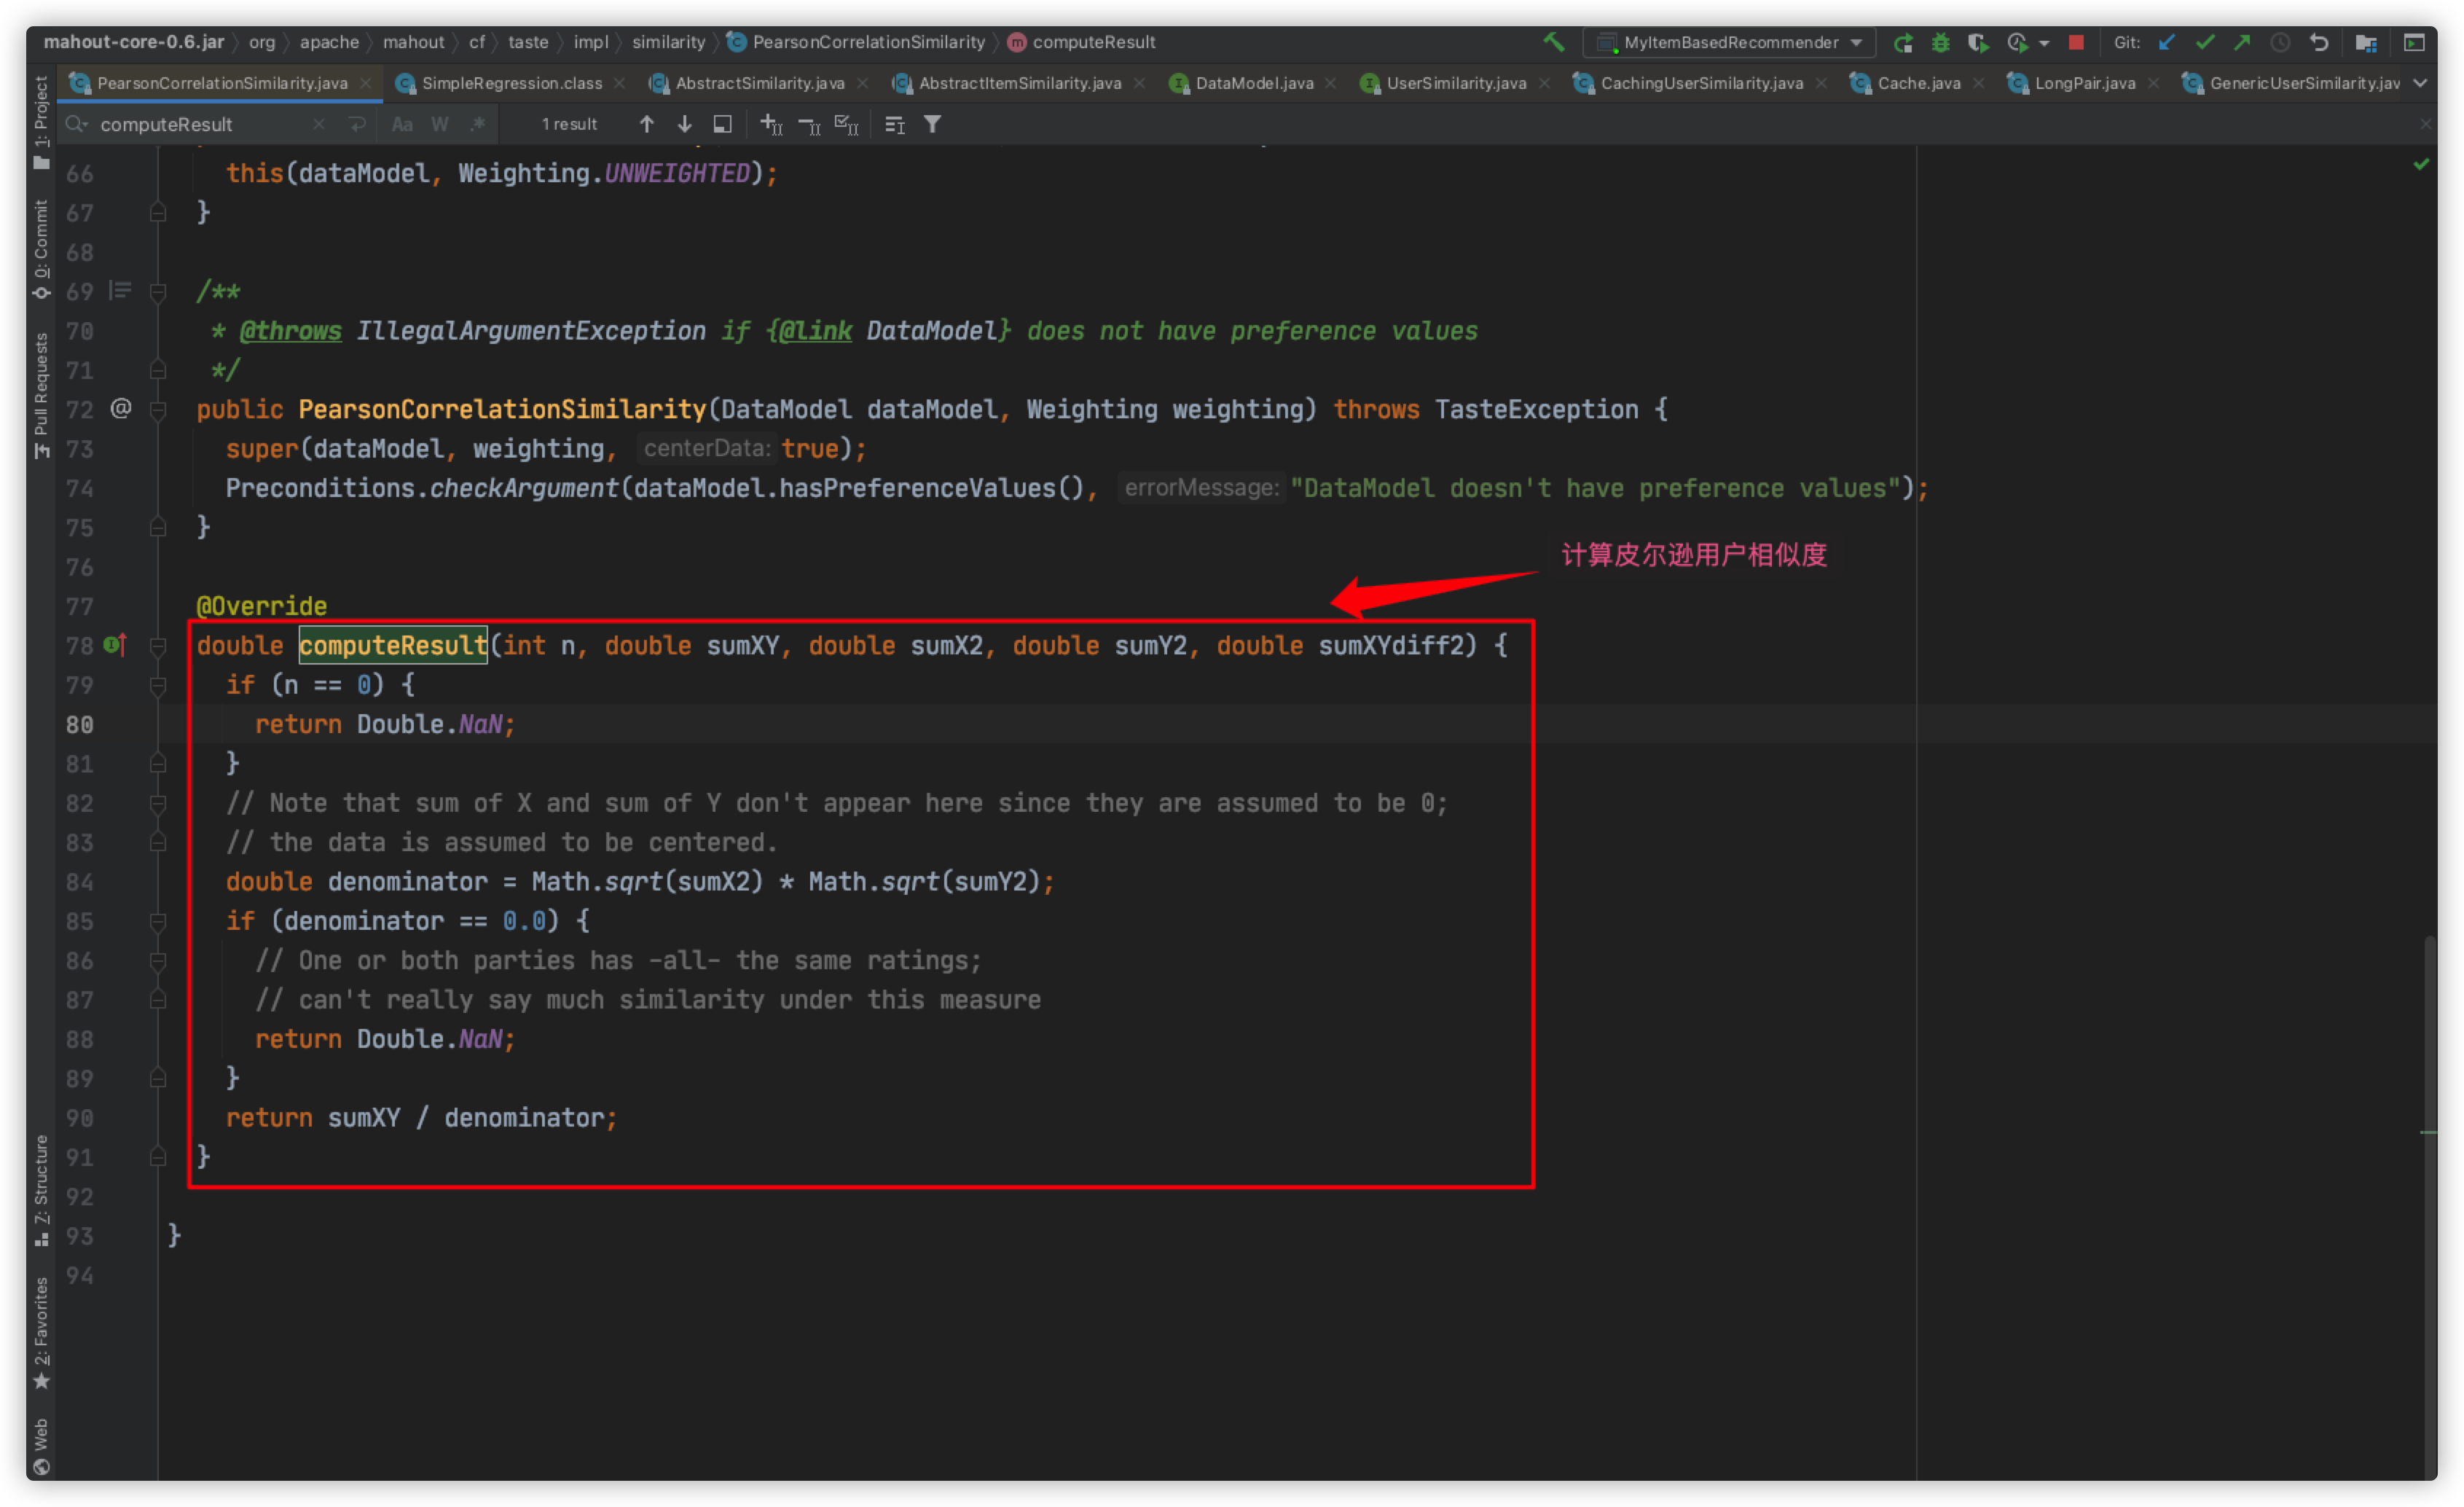 mahout-core-0.6.jar 〉 org 〉 apache 〉 mahout 〉 cf 〉 taste 〉 impl 〉 similarity 〉 PearsonCorrelationSimilarity 〉 computeResult
MyItemBasedRecommender
Git:
PearsonCorrelationSimilarity.java
SimpleRegression.class
AbstractSimilarity.java
AbstractItemSimilarity.java
DataModel.java
UserSimilarity.java
CachingUserSimilarity.java
Cache.java
LongPair.java
GenericUserSimilarity.jav
computeResult
Aa W .*
1 result
1: Project
0: Commit
Pull Requests
Z: Structure
2: Favorites
Web
66 this(dataModel, Weighting.UNWEIGHTED);
67 }
68
69 /**
70 * @throws IllegalArgumentException if {@link DataModel} does not have preference values
71 */
72 @ public PearsonCorrelationSimilarity(DataModel dataModel, Weighting weighting) throws TasteException {
73 super(dataModel, weighting, centerData: true);
74 Preconditions.checkArgument(dataModel.hasPreferenceValues(), errorMessage: "DataModel doesn't have preference values");
75 }
计算皮尔逊用户相似度
76
77 @Override
78 double computeResult(int n, double sumXY, double sumX2, double sumY2, double sumXYdiff2) {
79 if (n == 0) {
80 return Double.NaN;
81 }
82 // Note that sum of X and sum of Y don't appear here since they are assumed to be 0;
83 // the data is assumed to be centered.
84 double denominator = Math.sqrt(sumX2) * Math.sqrt(sumY2);
85 if (denominator == 0.0) {
86 // One or both parties has -all- the same ratings;
87 // can't really say much similarity under this measure
88 return Double.NaN;
89 }
90 return sumXY / denominator;
91 }
92
93 }
94